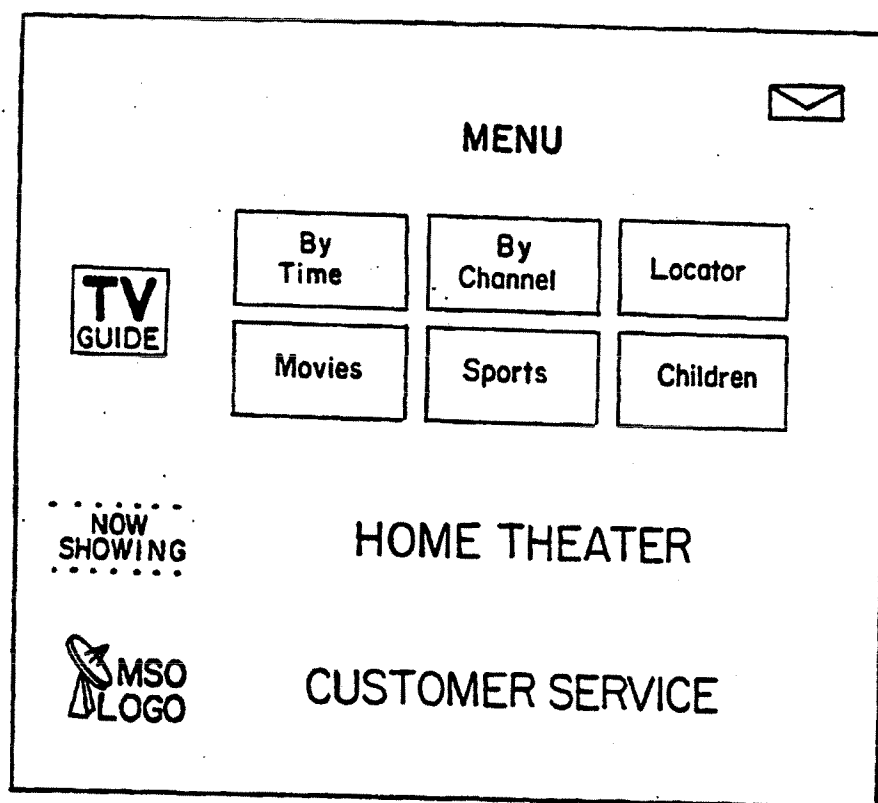 MENU
By
Time
By
Channel
Locator
TV
GUIDE
Movies
Sports
Children
NOW
SHOWING
HOME THEATER
MSO
LOGO
CUSTOMER SERVICE